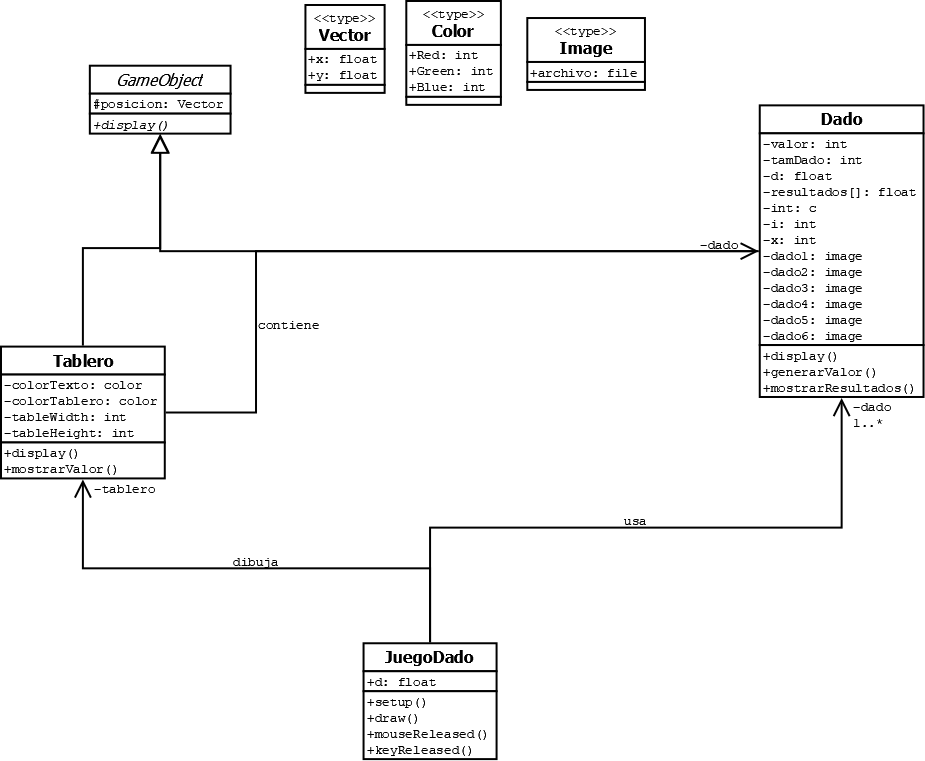 <<type>>
Vector
+x: float
+y: float
<<type>>
Color
+Red: int
+Green: int
+Blue: int
<<type>>
Image
+archivo: file
GameObject
#posicion: Vector
+display()
Dado
-valor: int
-tamDado: int
-d: float
-resultados[]: float
-int: c
-i: int
-x: int
-dado1: image
-dado2: image
-dado3: image
-dado4: image
-dado5: image
-dado6: image
+display()
+generarValor()
+mostrarResultados()
-dado
contiene
Tablero
-colorTexto: color
-colorTablero: color
-tableWidth: int
-tableHeight: int
+display()
+mostrarValor()
-dado
1..*
-tablero
usa
dibuja
JuegoDado
+d: float
+setup()
+draw()
+mouseReleased()
+keyReleased()